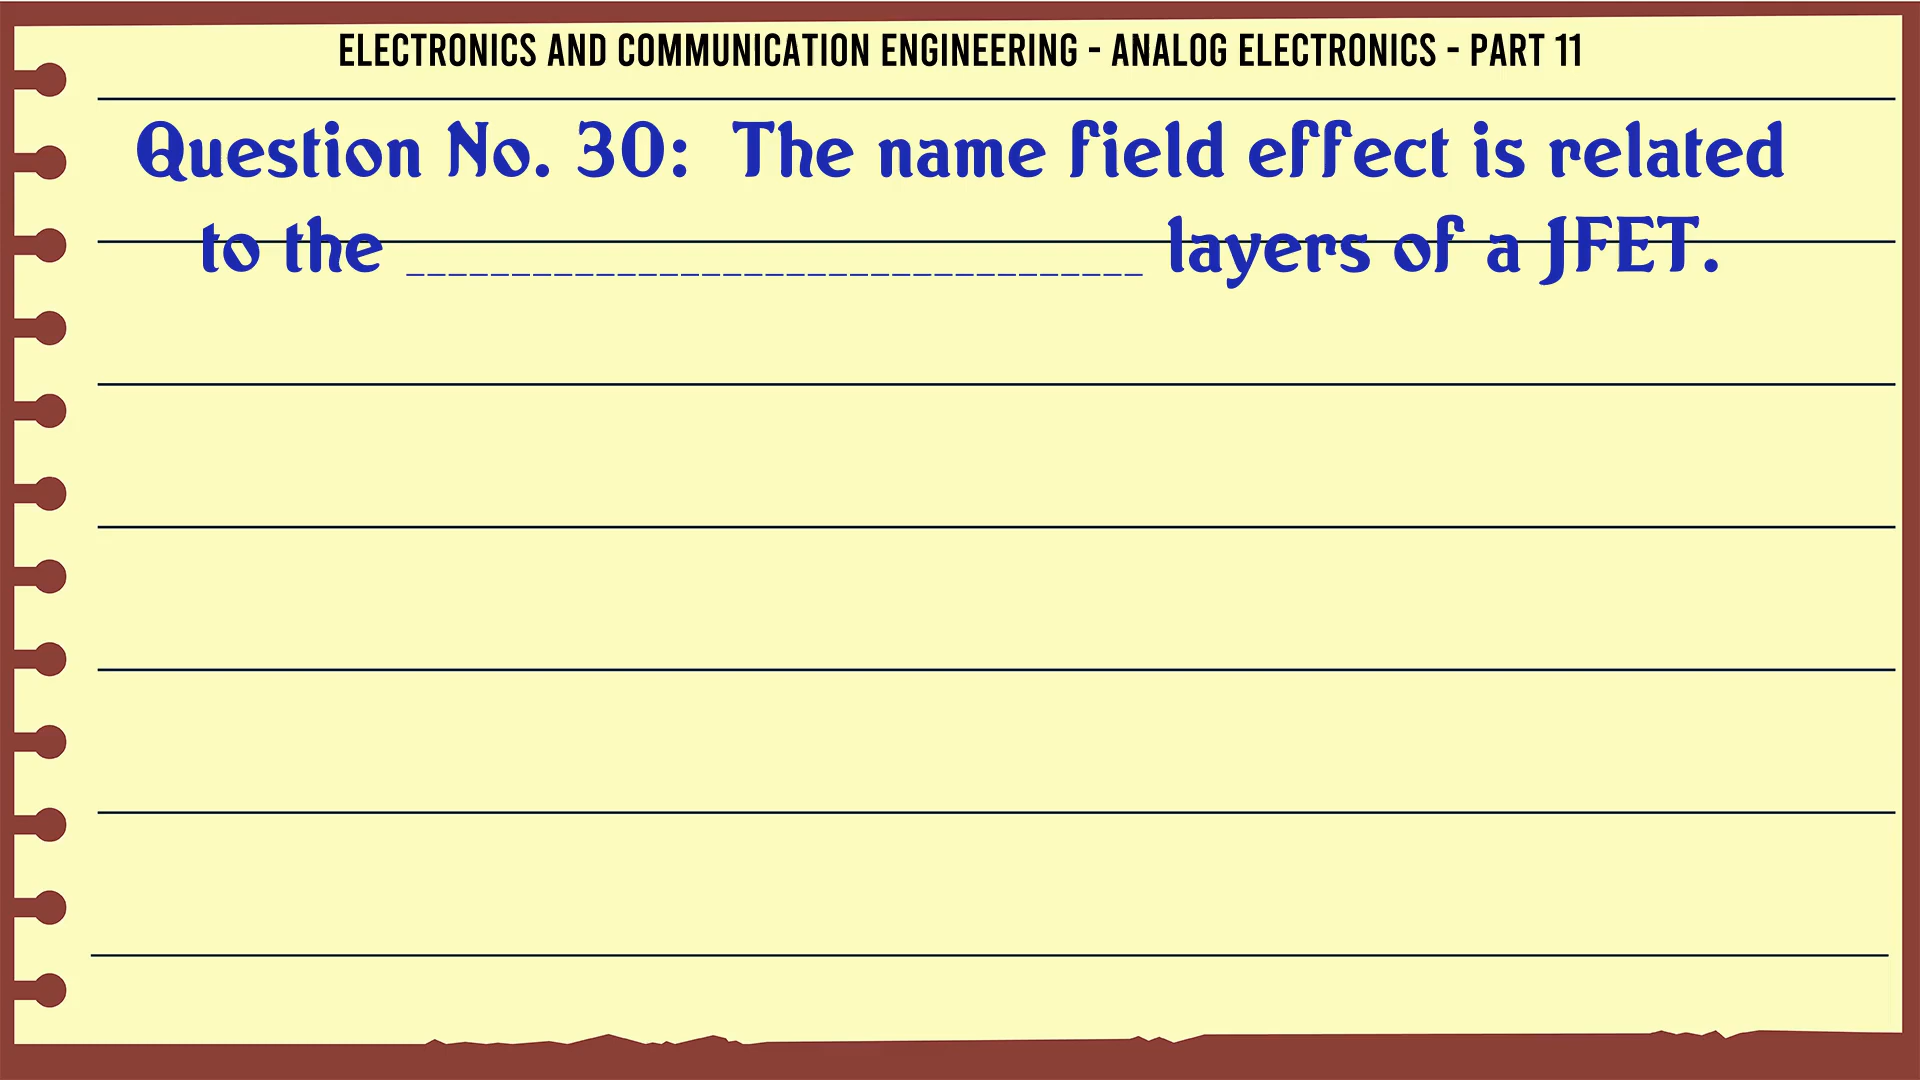 ELECTRONICS AND COMMUNICATION ENGINEERING - ANALOG ELECTRONICS - PART 11
Question No. 30: The name field effect is related
to the ___________________________________ layers of a JFET.